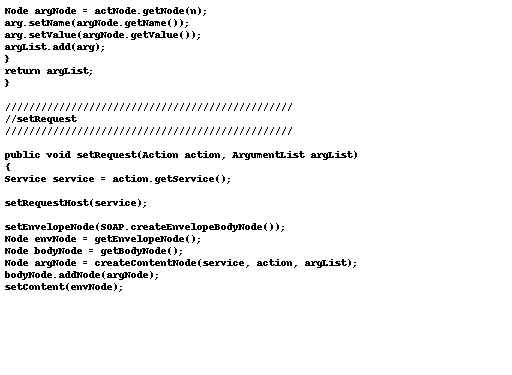 Node argNode = actNode.getNode(n);
arg.setName(argNode.getName());
arg.setValue(argNode.getValue());
argList.add(arg);
}
return argList;
}
////////////////////////////////////////////////
//setRequest
////////////////////////////////////////////////
public void setRequest(Action action, ArgumentList argList)
{
Service service = action.getService();
setRequestHost(service);
setEnvelopeNode(SOAP.createEnvelopeBodyNode());
Node envNode = getEnvelopeNode();
Node bodyNode = getBodyNode();
Node argNode = createContentNode(service, action, argList);
bodyNode.addNode(argNode);
setContent(envNode);